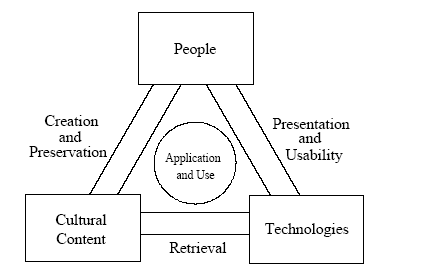 People
Creation
and
Preservation
Presentation
and
Usability
Application
and Use
Cultural
Content
Technologies
Retrieval